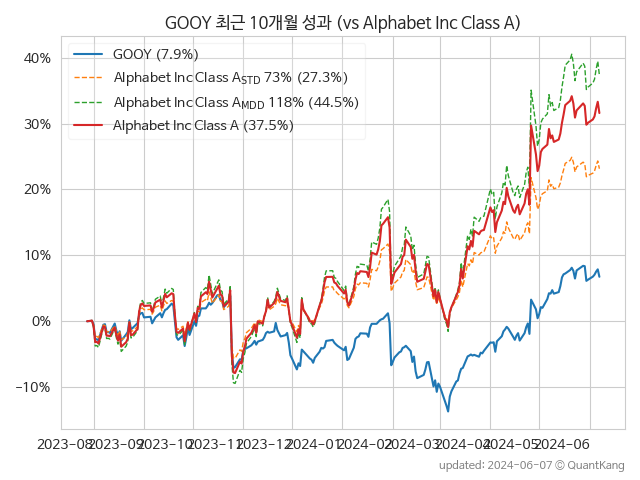 GOOY 최근 10개월 성과 (vs Alphabet Inc Class A)
GOOY (7.9%)
Alphabet Inc Class A_STD 73% (27.3%)
Alphabet Inc Class A_MDD 118% (44.5%)
Alphabet Inc Class A (37.5%)
40%
30%
20%
10%
0%
−10%
2023-08 2023-09 2023-10 2023-11 2023-12 2024-01 2024-02 2024-03 2024-04 2024-05 2024-06
updated: 2024-06-07 © QuantKang